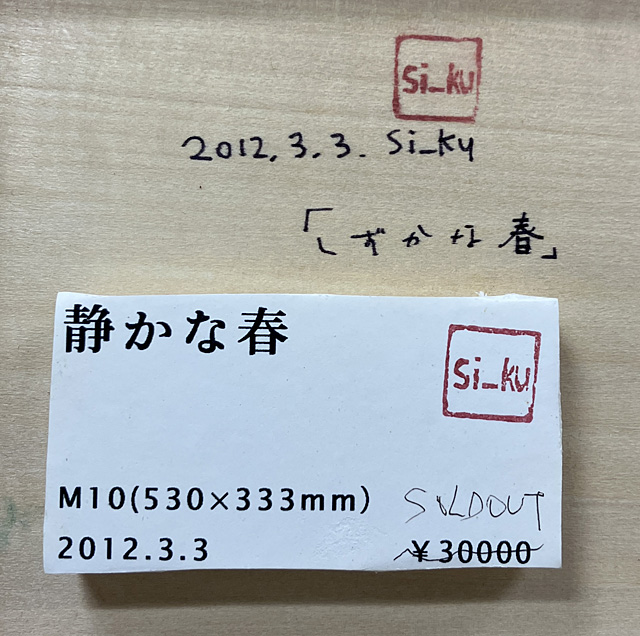 Si_ku
2012.3.3. Si_ku
「しずかな春」
静かな春
Si_ku
M10(530×333mm)
SOLDOUT
2012.3.3
¥30000